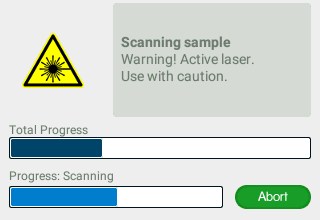 Scanning sample
Warning! Active laser.
Use with caution.
Total Progress
Progress: Scanning
Abort